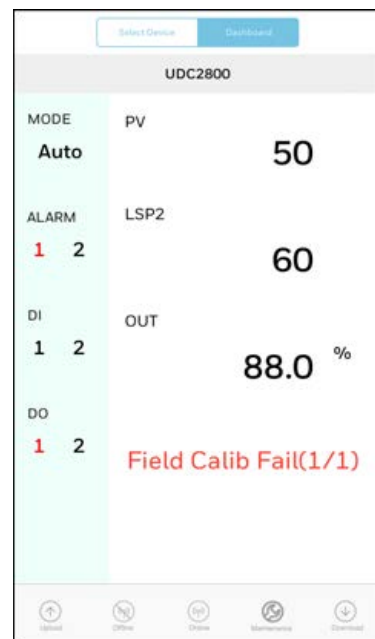 Select Device Dashboard
UDC2800
MODE
Auto
PV
50
ALARM
1 2
LSP2
60
DI
1 2
OUT
88.0 %
DO
1 2
Field Calib Fail(1/1)
Upload Offline Online Maintenance Download